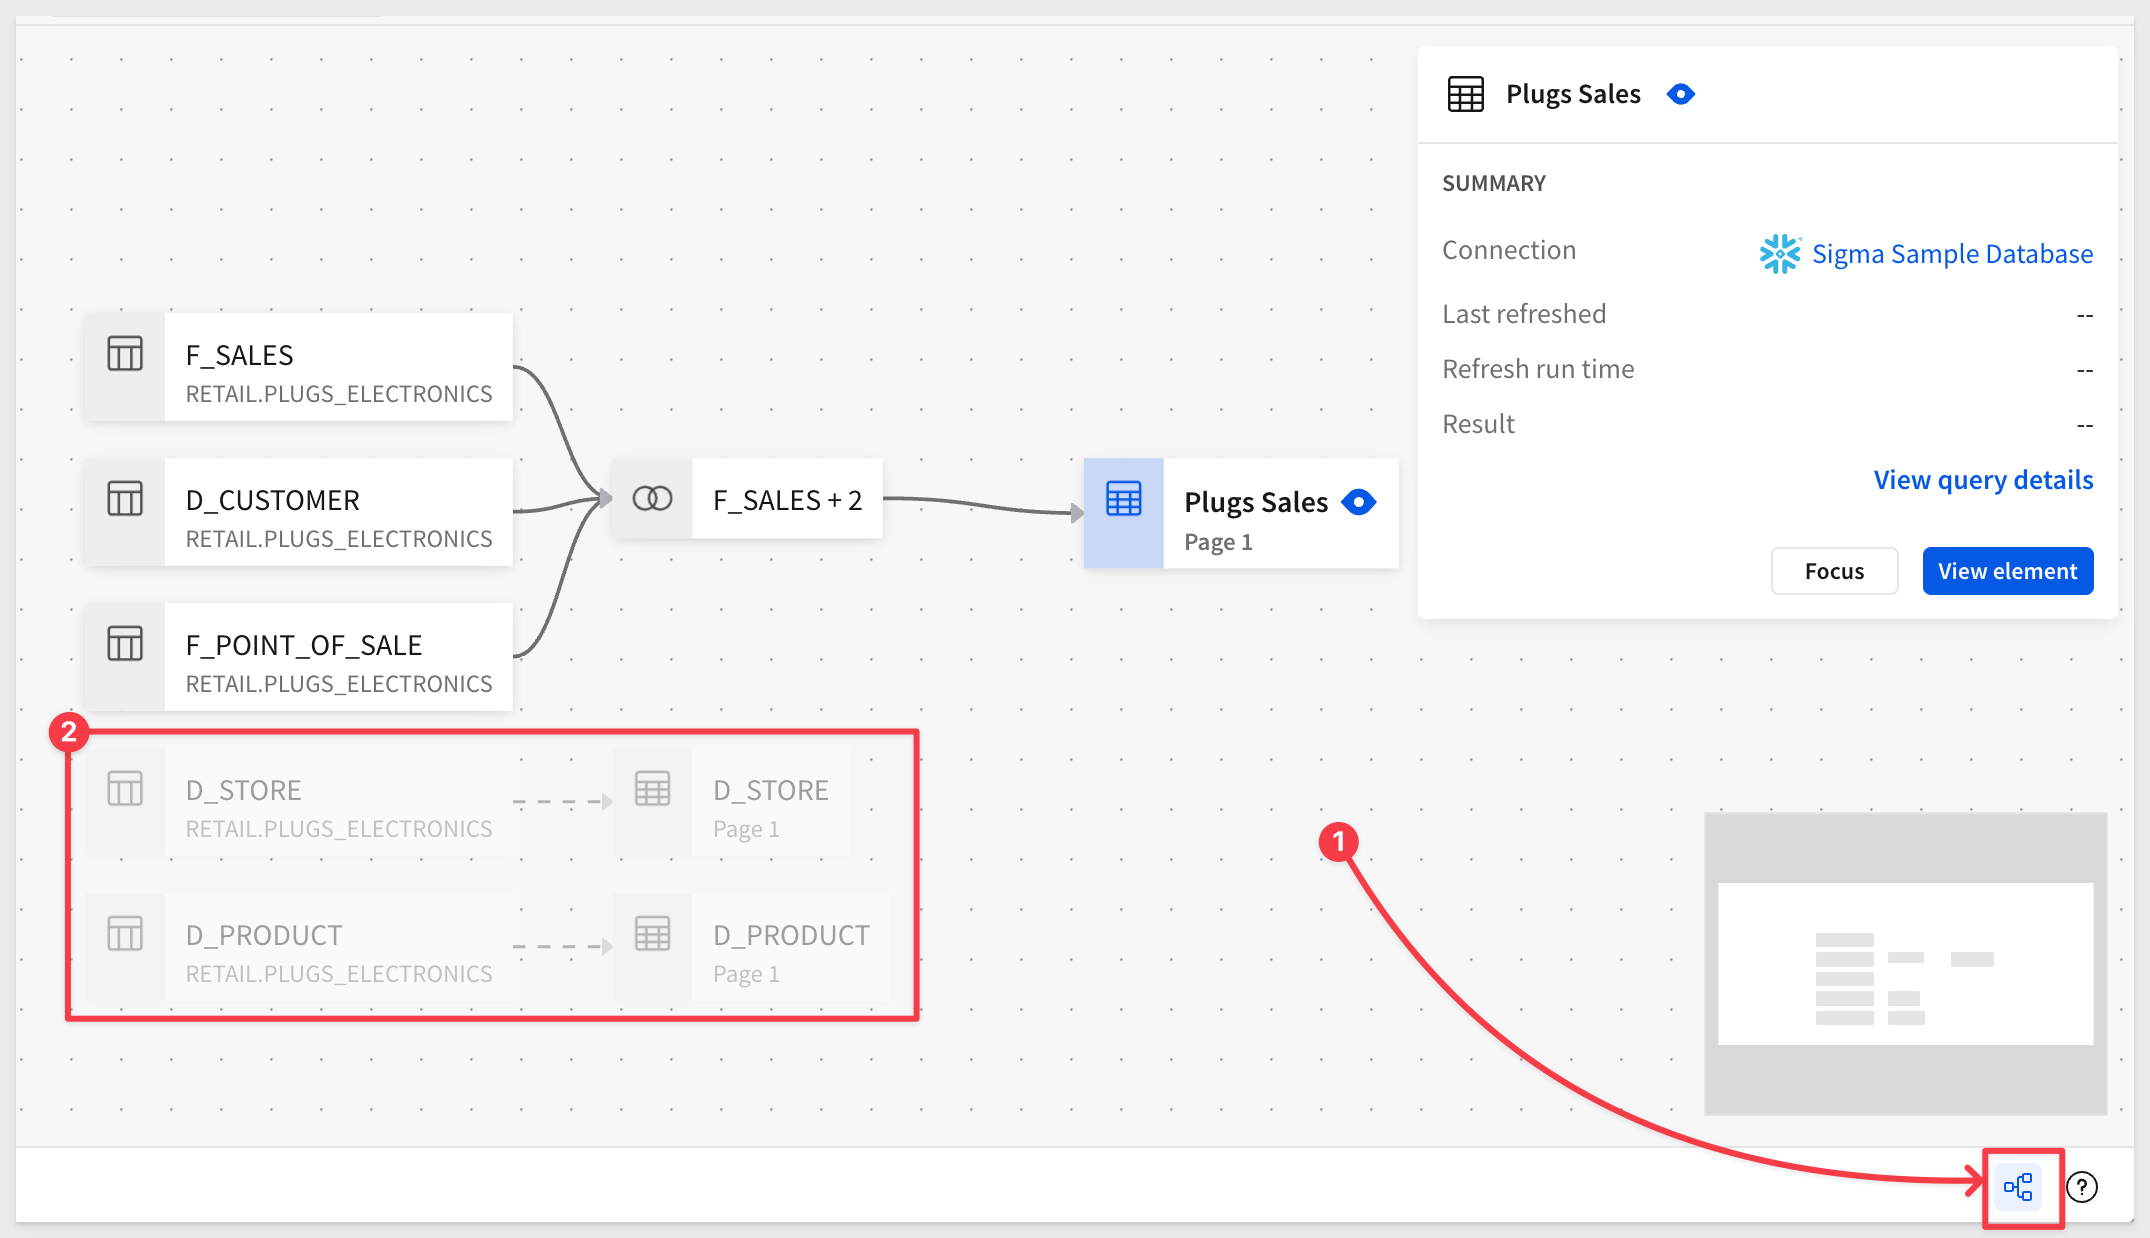 Plugs Sales
SUMMARY
Connection
Sigma Sample Database
Last refreshed
--
Refresh run time
--
Result
--
View query details
Focus
View element
F_SALES
RETAIL.PLUGS_ELECTRONICS
D_CUSTOMER
RETAIL.PLUGS_ELECTRONICS
F_POINT_OF_SALE
RETAIL.PLUGS_ELECTRONICS
F_SALES + 2
Plugs Sales
Page 1
2
D_STORE
RETAIL.PLUGS_ELECTRONICS
D_STORE
Page 1
D_PRODUCT
RETAIL.PLUGS_ELECTRONICS
D_PRODUCT
Page 1
1
?